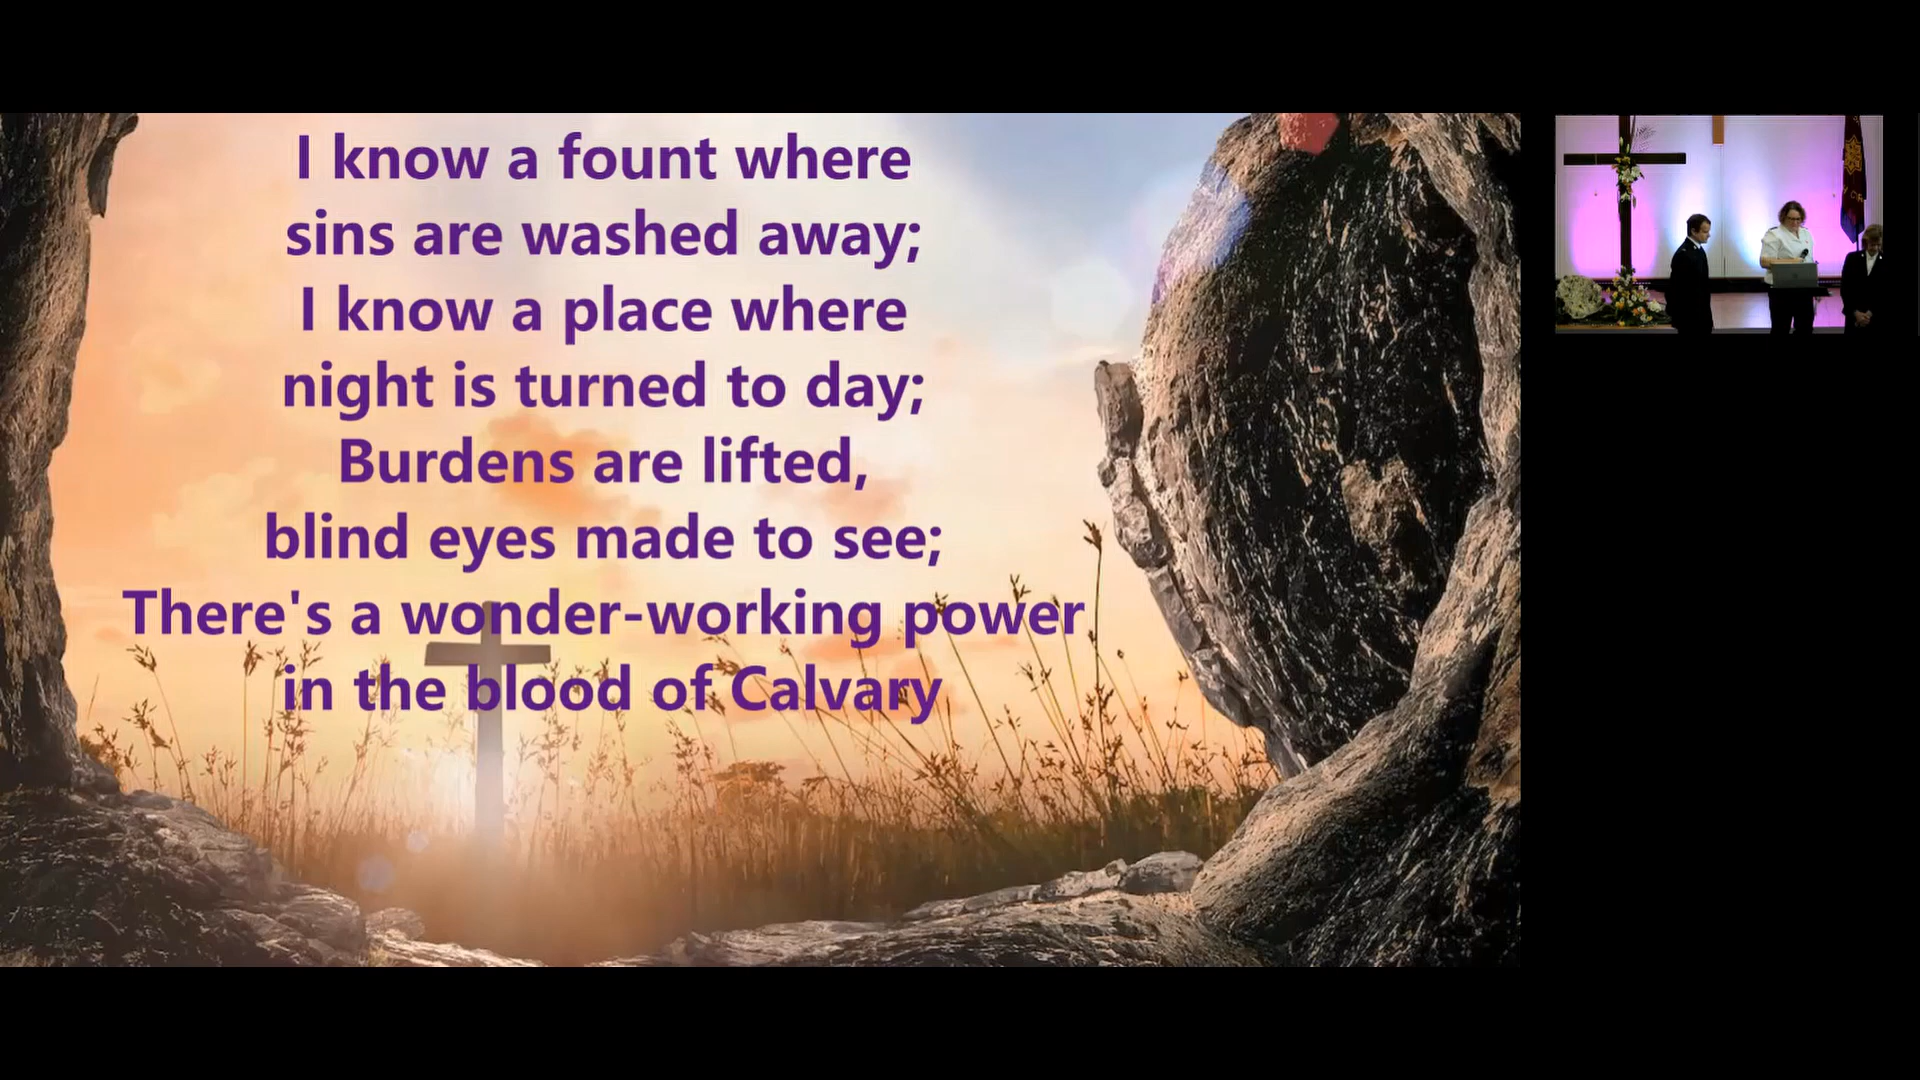 I know a fount where
sins are washed away;
I know a place where
night is turned to day;
Burdens are lifted,
blind eyes made to see;
There's a wonder-working power
in the blood of Calvary